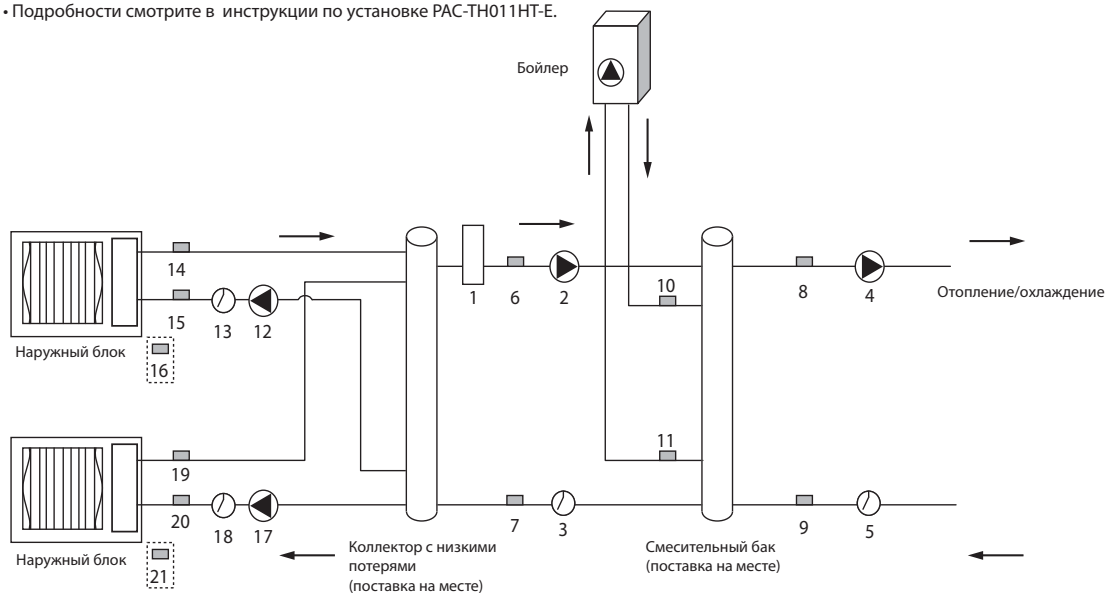 • Подробности смотрите в инструкции по установке PAC-TH011HT-E.
Бойлер
14
15
13
12
1
6
2
10
8
4
Отопление/охлаждение
Наружный блок
16
11
19
20
18
17
7
3
9
5
Наружный блок
21
Коллектор с низкими
потерями
(поставка на месте)
Смесительный бак
(поставка на месте)